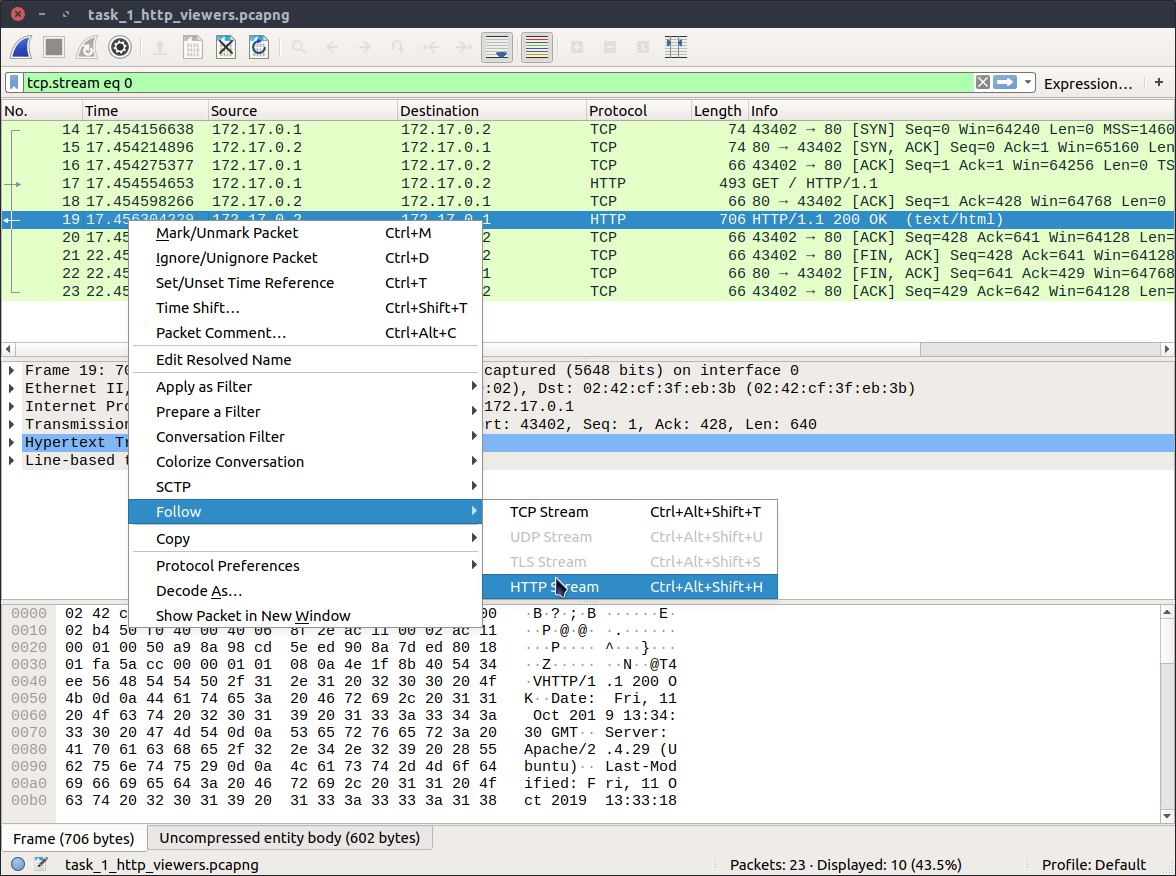 task_1_http_viewers.pcapng
tcp.stream eq 0
Expression…
+
No. Time Source Destination Protocol Length Info
14 17.454156638 172.17.0.1 172.17.0.2 TCP 74 43402 → 80 [SYN] Seq=0 Win=64240 Len=0 MSS=1460
15 17.454214896 172.17.0.2 172.17.0.1 TCP 74 80 → 43402 [SYN, ACK] Seq=0 Ack=1 Win=65160 Len
16 17.454275377 172.17.0.1 172.17.0.2 TCP 66 43402 → 80 [ACK] Seq=1 Ack=1 Win=64256 Len=0 TS
17 17.454554653 172.17.0.1 172.17.0.2 HTTP 493 GET / HTTP/1.1
18 17.454598266 172.17.0.2 172.17.0.1 TCP 66 80 → 43402 [ACK] Seq=1 Ack=428 Win=64768 Len=0
19 17.456304229 172.17.0.2 172.17.0.1 HTTP 706 HTTP/1.1 200 OK (text/html)
20 17.45 2 TCP 66 43402 → 80 [ACK] Seq=428 Ack=641 Win=64128 Len=
21 22.45 2 TCP 66 43402 → 80 [FIN, ACK] Seq=428 Ack=641 Win=64128
22 22.45 1 TCP 66 80 → 43402 [FIN, ACK] Seq=641 Ack=429 Win=64768
23 22.45 2 TCP 66 43402 → 80 [ACK] Seq=429 Ack=642 Win=64128 Len=
Mark/Unmark Packet Ctrl+M
Ignore/Unignore Packet Ctrl+D
Set/Unset Time Reference Ctrl+T
Time Shift… Ctrl+Shift+T
Packet Comment… Ctrl+Alt+C
Edit Resolved Name
Apply as Filter
Prepare a Filter
Conversation Filter
Colorize Conversation
SCTP
Follow
Copy
Protocol Preferences
Decode As…
Show Packet in New Window
TCP Stream Ctrl+Alt+Shift+T
UDP Stream Ctrl+Alt+Shift+U
TLS Stream Ctrl+Alt+Shift+S
HTTP Stream Ctrl+Alt+Shift+H
Frame 19: 70 captured (5648 bits) on interface 0
Ethernet II, :02), Dst: 02:42:cf:3f:eb:3b (02:42:cf:3f:eb:3b)
Internet Pro 172.17.0.1
Transmission rt: 43402, Seq: 1, Ack: 428, Len: 640
Hypertext Tr
Line-based t
0000 02 42 c 00 ·B·?·;·B ······E·
0010 02 b4 50 f0 40 00 40 06 8f 2e ac 11 00 02 ac 11 ··P·@·@· ·.······
0020 00 01 00 50 a9 8a 98 cd 5e ed 90 8a 7d ed 80 18 ···P···· ^···}···
0030 01 fa 5a cc 00 00 01 01 08 0a 4e 1f 8b 40 54 34 ··Z····· ··N··@T4
0040 ee 56 48 54 54 50 2f 31 2e 31 20 32 30 30 20 4f ·VHTTP/1 .1 200 O
0050 4b 0d 0a 44 61 74 65 3a 20 46 72 69 2c 20 31 31 K··Date: Fri, 11
0060 20 4f 63 74 20 32 30 31 39 20 31 33 3a 33 34 3a Oct 201 9 13:34:
0070 33 30 20 47 4d 54 0d 0a 53 65 72 76 65 72 3a 20 30 GMT·· Server:
0080 41 70 61 63 68 65 2f 32 2e 34 2e 32 39 20 28 55 Apache/2 .4.29 (U
0090 62 75 6e 74 75 29 0d 0a 4c 61 73 74 2d 4d 6f 64 buntu)·· Last-Mod
00a0 69 66 69 65 64 3a 20 46 72 69 2c 20 31 31 20 4f ified: F ri, 11 O
00b0 63 74 20 32 30 31 39 20 31 33 3a 33 33 3a 31 38 ct 2019 13:33:18
Frame (706 bytes) Uncompressed entity body (602 bytes)
task_1_http_viewers.pcapng Packets: 23 · Displayed: 10 (43.5%) Profile: Default